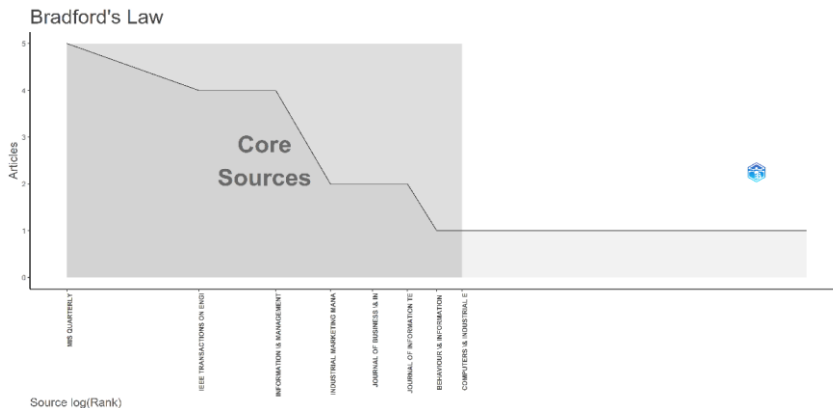 Bradford's Law
5
4
3
2
1
0
Articles
Core
Sources
MIS QUARTERLY
IEEE TRANSACTIONS ON ENGI
INFORMATION \& MANAGEMENT
INDUSTRIAL MARKETING MANA
JOURNAL OF BUSINESS \& IN
JOURNAL OF INFORMATION TE
BEHAVIOUR \& INFORMATION
COMPUTERS \& INDUSTRIAL E
Source log(Rank)